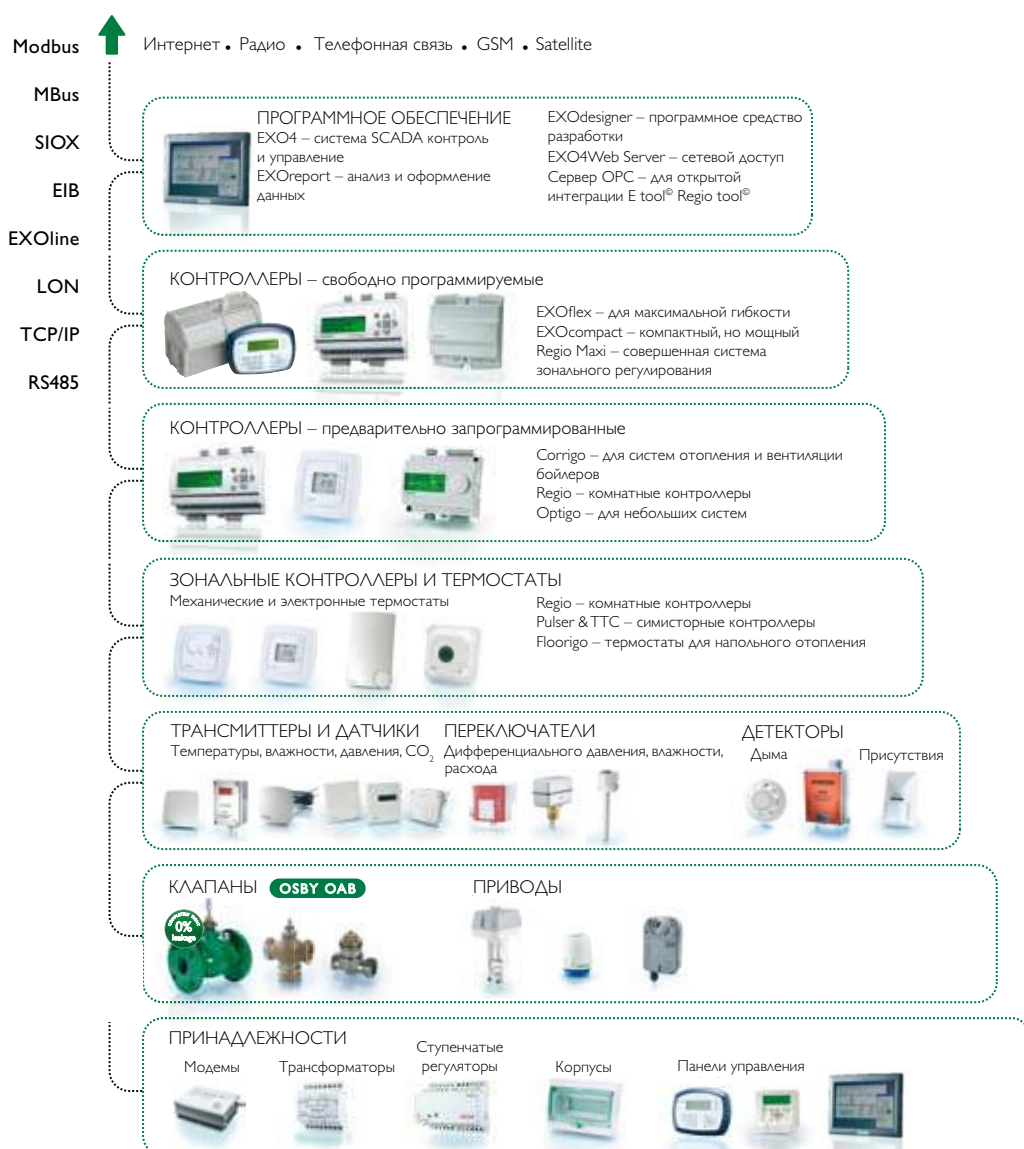 Modbus
Интернет • Радио • Телефонная связь • GSM • Satellite
MBus
SIOX
EIB
EXOline
LON
TCP/IP
RS485
ПРОГРАММНОЕ ОБЕСПЕЧЕНИЕ
EXO4 – система SCADA контроль
и управление
EXOreport – анализ и оформление
данных
EXOdesigner – программное средство
разработки
EXO4Web Server – сетевой доступ
Сервер ОРС – для открытой
интеграции E tool© Regio tool©
КОНТРОЛЛЕРЫ – свободно программируемые
EXOflex – для максимальной гибкости
EXOcompact – компактный, но мощный
Regio Maxi – совершенная система
зонального регулирования
КОНТРОЛЛЕРЫ – предварительно запрограммированные
Corrigo – для систем отопления и вентиляции
бойлеров
Regio – комнатные контроллеры
Optigo – для небольших систем
ЗОНАЛЬНЫЕ КОНТРОЛЛЕРЫ И ТЕРМОСТАТЫ
Механические и электронные термостаты
Regio – комнатные контроллеры
Pulser & TTC – симисторные контроллеры
Floorigo – термостаты для напольного отопления
ТРАНСМИТТЕРЫ И ДАТЧИКИ
Температуры, влажности, давления, CO₂
ПЕРЕКЛЮЧАТЕЛИ
Дифференциального давления, влажности,
расхода
ДЕТЕКТОРЫ
Дыма
Присутствия
КЛАПАНЫ
OSBY OAB
0%
leakage
ПРИВОДЫ
ПРИНАДЛЕЖНОСТИ
Модемы
Трансформаторы
Ступенчатые
регуляторы
Корпусы
Панели управления